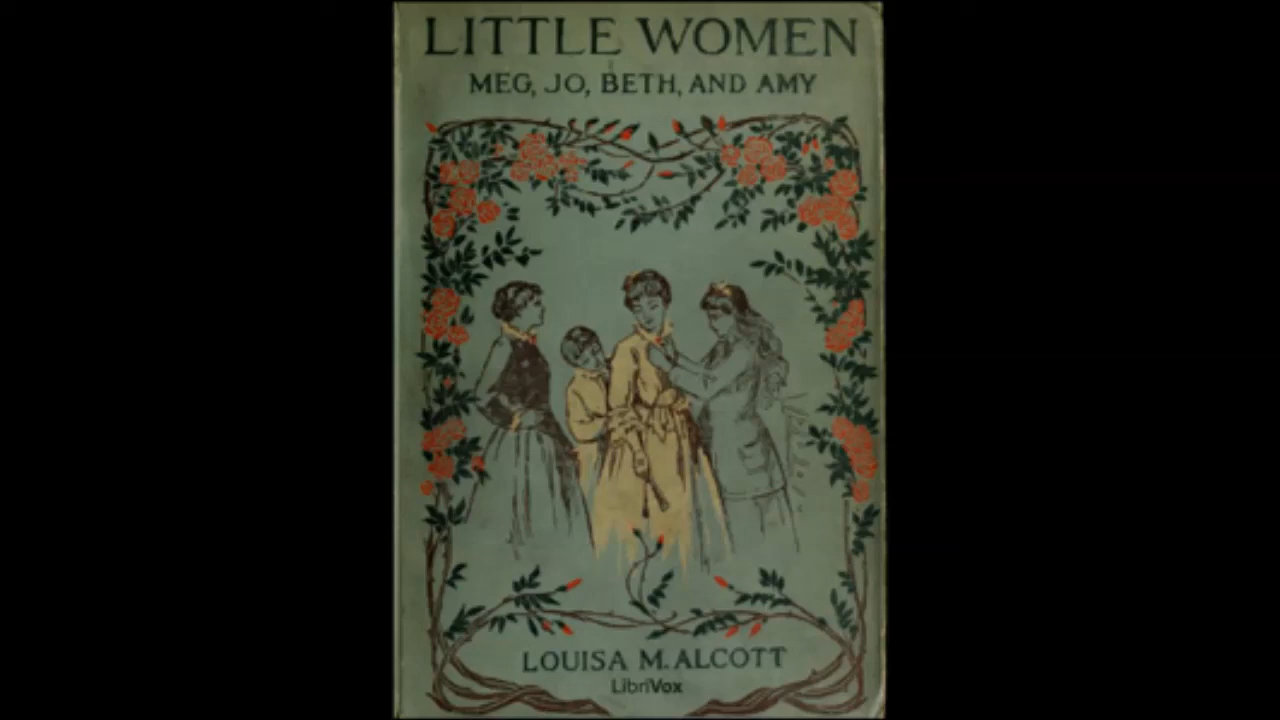 LITTLE WOMEN
MEG, JO, BETH, AND AMY
LOUISA M. ALCOTT
LibriVox